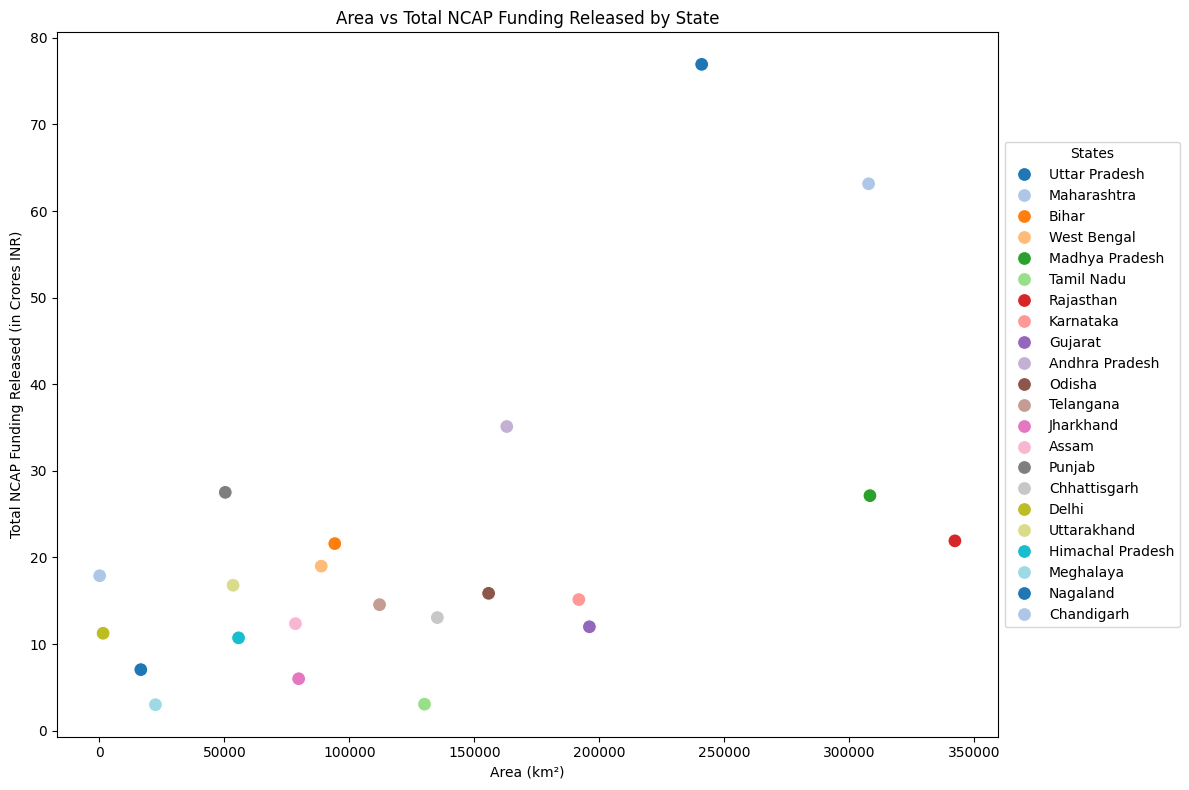 Area vs Total NCAP Funding Released by State
Total NCAP Funding Released (in Crores INR)
80
70
60
50
40
30
20
10
0
0
50000
100000
150000
200000
250000
300000
350000
Area (km²)
States
Uttar Pradesh
Maharashtra
Bihar
West Bengal
Madhya Pradesh
Tamil Nadu
Rajasthan
Karnataka
Gujarat
Andhra Pradesh
Odisha
Telangana
Jharkhand
Assam
Punjab
Chhattisgarh
Delhi
Uttarakhand
Himachal Pradesh
Meghalaya
Nagaland
Chandigarh